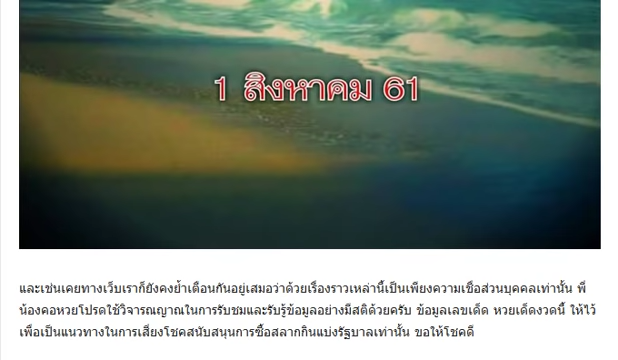 1 สิงหาคม 61
และเช่นเคยทางเว็บเราก็ยังคงย้ำเตือนกันอยู่เสมอว่าด้วยเรื่องราวเหล่านี้เป็นเพียงความเชื่อส่วนบุคคลเท่านั้น พี่
น้องคอหวยโปรดใช้วิจารณญาณในการรับชมและรับรู้ข้อมูลอย่างมีสติด้วยครับ ข้อมูลเลขเด็ด หวยเด็ดงวดนี้ ให้ไว้
เพื่อเป็นแนวทางในการเสี่ยงโชคสนับสนุนการซื้อสลากกินแบ่งรัฐบาลเท่านั้น ขอให้โชคดี